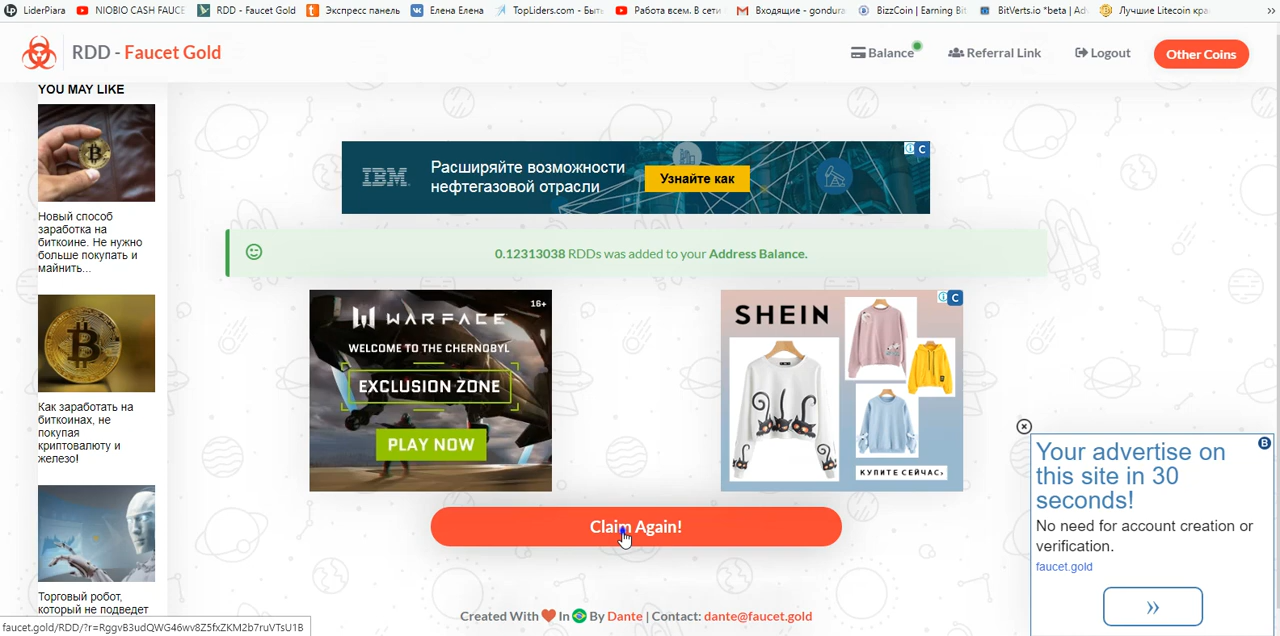 LiderPiara
NIOBIO CASH FAUCE
RDD - Faucet Gold
Экспресс панель
Елена Елена
TopLiders.com - Быть
Работа всем. В сети
Входящие - gondura
BizzCoin | Earning Bit
BitVerts.io *beta | Ad
Лучшие Litecoin кра
»
RDD - Faucet Gold
Balance
Referral Link
Logout
Other Coins
YOU MAY LIKE
Новый способ
заработка на
биткоине. Не нужно
больше покупать и
майнить...
Как заработать на
биткоинах, не
покупая
криптовалюту и
железо!
Торговый робот,
который не подведет
IBM.
Расширяйте возможности
нефтегазовой отрасли
Узнайте как
0.12313038 RDDs was added to your Address Balance.
16+
WARFACE
WELCOME TO THE CHERNOBYL
EXCLUSION ZONE
PLAY NOW
SHEIN
КУПИТЕ СЕЙЧАС›
Claim Again!
Your advertise on
this site in 30
seconds!
No need for account creation or
verification.
faucet.gold
»
Created With In By Dante | Contact: dante@faucet.gold
faucet.gold/RDD/?r=RggvB3udQWG46wv8Z5fxZKM2b7ruVTsU1B